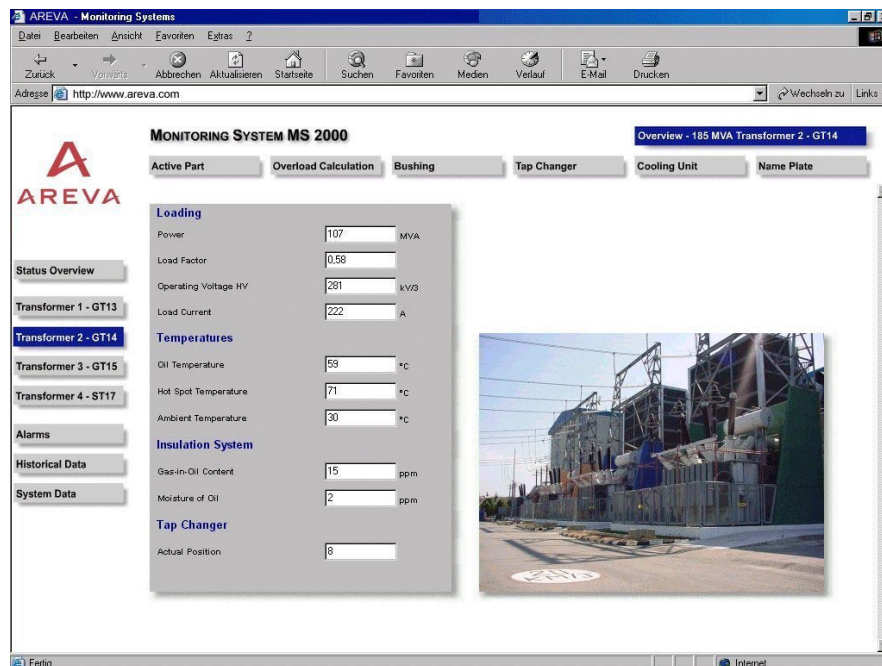 AREVA - Monitoring Systems
Datei Bearbeiten Ansicht Favoriten Extras ?
Zurück Vorwärts Abbrechen Aktualisieren Startseite Suchen Favoriten Medien Verlauf E-Mail Drucken
Adresse http://www.areva.com Wechseln zu Links
MONITORING SYSTEM MS 2000
Overview - 185 MVA Transformer 2 - GT14
Active Part Overload Calculation Bushing Tap Changer Cooling Unit Name Plate
AREVA
Status Overview
Transformer 1 - GT13
Transformer 2 - GT14
Transformer 3 - GT15
Transformer 4 - ST17
Alarms
Historical Data
System Data
Loading
Power 107 MVA
Load Factor 0,58
Operating Voltage HV 281 kV/3
Load Current 222 A
Temperatures
Oil Temperature 59 °C
Hot Spot Temperature 71 °C
Ambient Temperature 30 °C
Insulation System
Gas-in-Oil Content 15 ppm
Moisture of Oil 2 ppm
Tap Changer
Actual Position 8
Fertig Internet